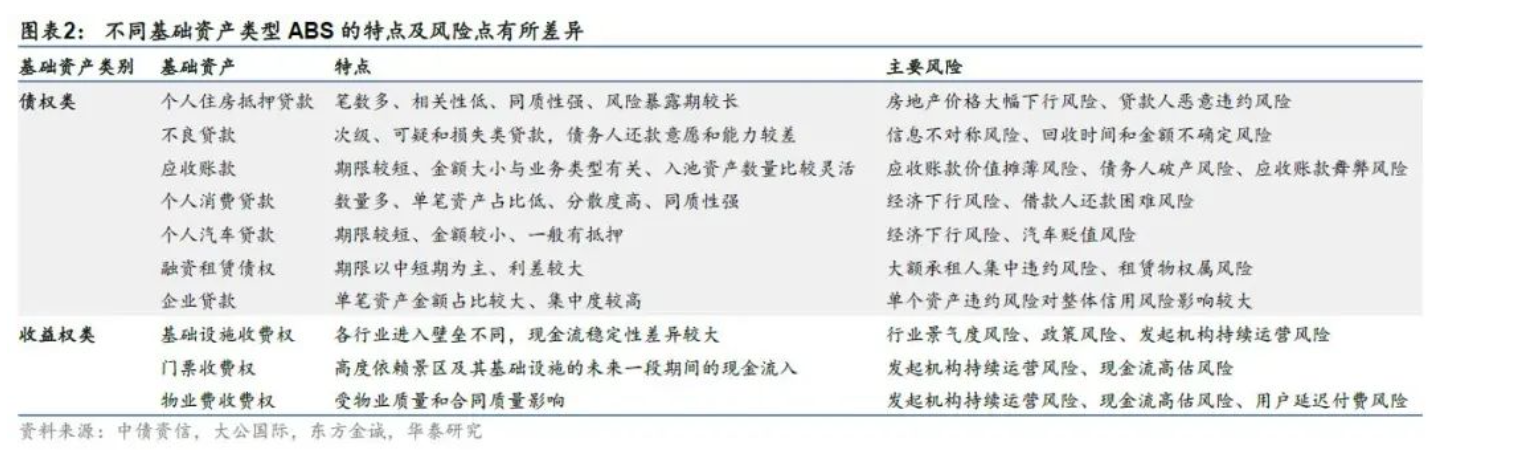 图表2： 不同基础资产类型 ABS 的特点及风险点有所差异
基础资产类别 基础资产 特点 主要风险
债权类 个人住房抵押贷款 笔数多、相关性低、同质性强、风险暴露期较长 房地产价格大幅下行风险、贷款人恶意违约风险
不良贷款 次级、可疑和损失类贷款，债务人还款意愿和能力较差 信息不对称风险、回收时间和金额不确定风险
应收账款 期限较短、金额大小与业务类型有关、入池资产数量比较灵活 应收账款价值摊薄风险、债务人破产风险、应收账款舞弊风险
个人消费贷款 数量多、单笔资产占比低、分散度高、同质性强 经济下行风险、借款人还款困难风险
个人汽车贷款 期限较短、金额较小、一般有抵押 经济下行风险、汽车贬值风险
融资租赁债权 期限以中短期为主、利差较大 大额承租人集中违约风险、租赁物权属风险
企业贷款 单笔资产金额占比较大、集中度较高 单个资产违约风险对整体信用风险影响较大
收益权类 基础设施收费权 各行业进入壁垒不同，现金流稳定性差异较大 行业景气度风险、政策风险、发起机构持续运营风险
门票收费权 高度依赖景区及其基础设施的未来一段期间的现金流入 发起机构持续运营风险、现金流高估风险
物业费收费权 受物业质量和合同质量影响 发起机构持续运营风险、现金流高估风险、用户延迟付费风险
资料来源：中债资信，大公国际，东方金诚，华泰研究